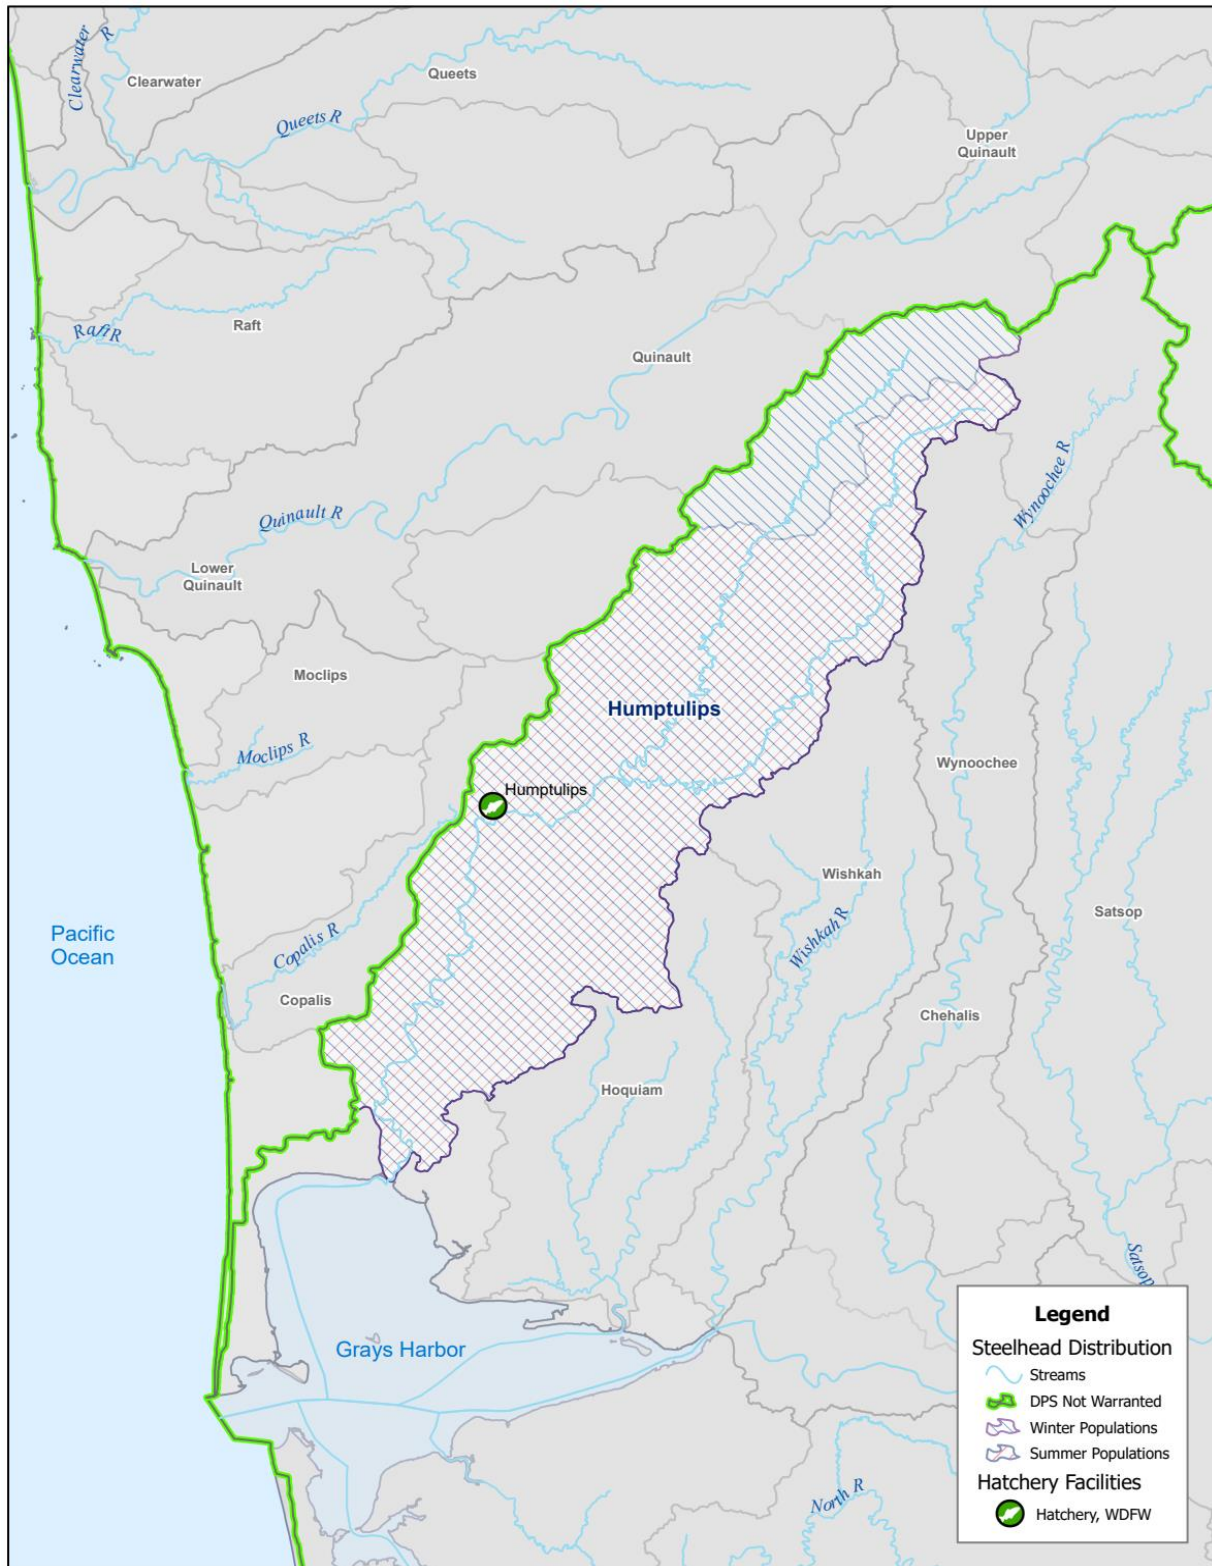 Clearwater
R
Clearwater
Queets
Queets R
Upper
Quinault
Raft R
Raft
Quinault
Wynoochee R
Quinault R
Lower
Quinault
Moclips
Humptulips
Moclips R
Wynoochee
Humptulips
Wishkah
Satsop
Pacific
Ocean
Copalis R
Wishkah R
Copalis
Chehalis
Hoquiam
Satsop
Grays Harbor
North R
Legend
Steelhead Distribution
Streams
DPS Not Warranted
Winter Populations
Summer Populations
Hatchery Facilities
Hatchery, WDFW